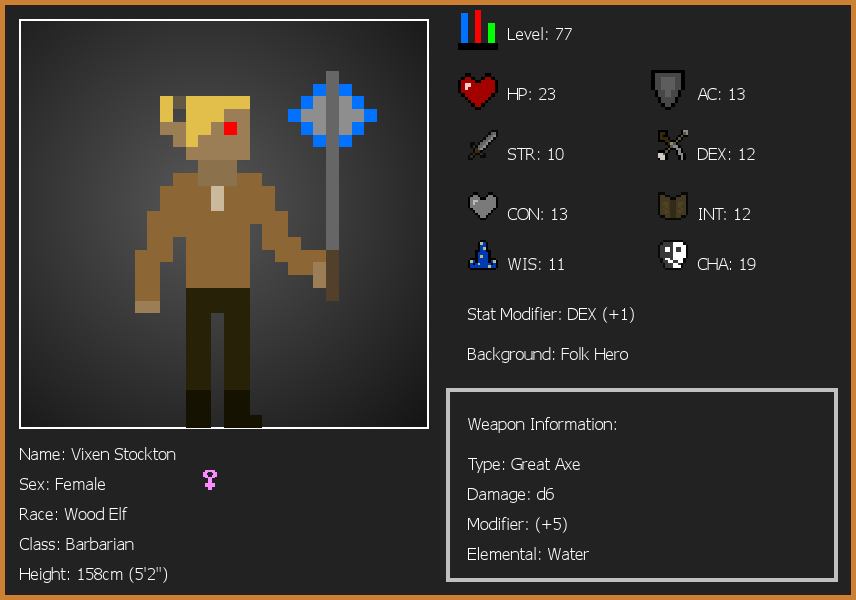 Level: 77
HP: 23
AC: 13
STR: 10
DEX: 12
CON: 13
INT: 12
WIS: 11
CHA: 19
Stat Modifier: DEX (+1)
Background: Folk Hero
Weapon Information:
Type: Great Axe
Damage: d6
Modifier: (+5)
Elemental: Water
Name: Vixen Stockton
Sex: Female
Race: Wood Elf
Class: Barbarian
Height: 158cm (5'2")